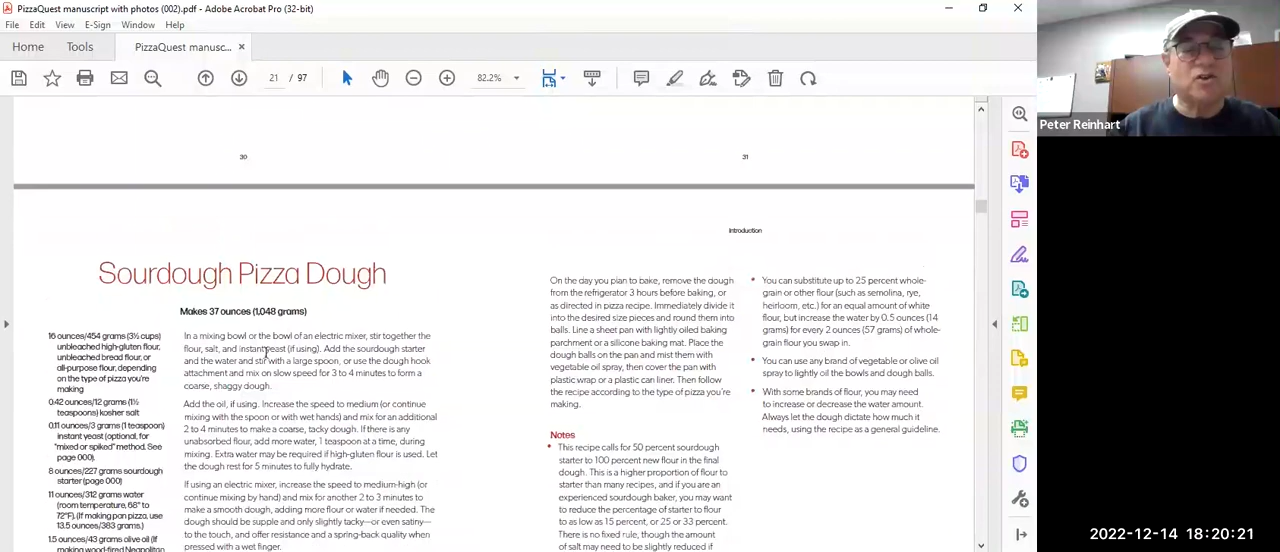 PizzaQuest manuscript with photos (002).pdf - Adobe Acrobat Pro (32-bit)
File Edit View E-Sign Window Help
Home Tools PizzaQuest manusc... ×
21 / 97 82.2%
Peter Reinhart
30 31
Introduction
Sourdough Pizza Dough
Makes 37 ounces (1,048 grams)
16 ounces/454 grams (3½ cups)
unbleached high-gluten flour,
unbleached bread flour, or
all-purpose flour, depending
on the type of pizza you're
making
0.42 ounces/12 grams (1½
teaspoons) kosher salt
0.11 ounces/3 grams (1 teaspoon)
instant yeast (optional, for
"mixed or spiked" method. See
page 000).
8 ounces/227 grams sourdough
starter (page 000)
11 ounces/312 grams water
(room temperature, 68° to
72°F). (If making pan pizza, use
13.5 ounces/383 grams.)
1.5 ounces/43 grams olive oil (If
making wood-fired Neapolitan
In a mixing bowl or the bowl of an electric mixer, stir together the
flour, salt, and instant yeast (if using). Add the sourdough starter
and the water and stir with a large spoon, or use the dough hook
attachment and mix on slow speed for 3 to 4 minutes to form a
coarse, shaggy dough.
Add the oil, if using. Increase the speed to medium (or continue
mixing with the spoon or with wet hands) and mix for an additional
2 to 4 minutes to make a coarse, tacky dough. If there is any
unabsorbed flour, add more water, 1 teaspoon at a time, during
mixing. Extra water may be required if high-gluten flour is used. Let
the dough rest for 5 minutes to fully hydrate.
If using an electric mixer, increase the speed to medium-high (or
continue mixing by hand) and mix for another 2 to 3 minutes to
make a smooth dough, adding more flour or water if needed. The
dough should be supple and only slightly tacky—or even satiny—
to the touch, and offer resistance and a spring-back quality when
pressed with a wet finger.
On the day you plan to bake, remove the dough
from the refrigerator 3 hours before baking, or
as directed in pizza recipe. Immediately divide it
into the desired size pieces and round them into
balls. Line a sheet pan with lightly oiled baking
parchment or a silicone baking mat. Place the
dough balls on the pan and mist them with
vegetable oil spray, then cover the pan with
plastic wrap or a plastic can liner. Then follow
the recipe according to the type of pizza you're
making.
Notes
• This recipe calls for 50 percent sourdough
starter to 100 percent new flour in the final
dough. This is a higher proportion of flour to
starter than many recipes, and if you are an
experienced sourdough baker, you may want
to reduce the percentage of starter to flour
to as low as 15 percent, or 25 or 33 percent.
There is no fixed rule, though the amount
of salt may need to be slightly reduced if
• You can substitute up to 25 percent whole-
grain or other flour (such as semolina, rye,
heirloom, etc.) for an equal amount of white
flour, but increase the water by 0.5 ounces (14
grams) for every 2 ounces (57 grams) of whole-
grain flour you swap in.
• You can use any brand of vegetable or olive oil
spray to lightly oil the bowls and dough balls.
• With some brands of flour, you may need
to increase or decrease the water amount.
Always let the dough dictate how much it
needs, using the recipe as a general guideline.
2022-12-14 18:20:21